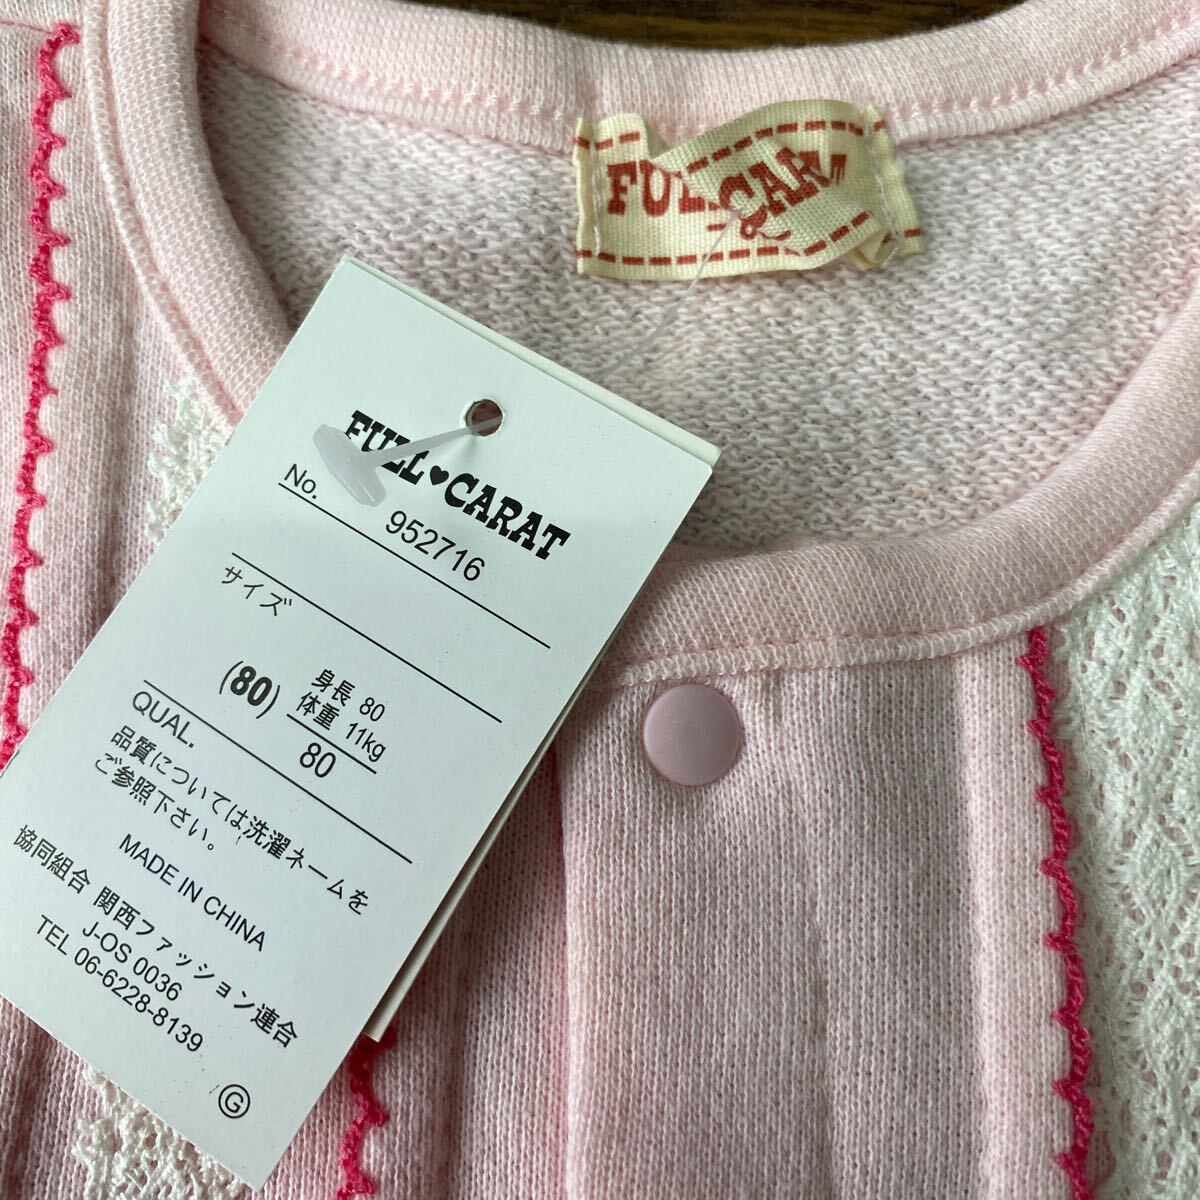 FULL CARA
FULL♥CARAT
No.
952716
サイズ
(80)
身長 80
体重 11kg
80
QUAL.
品質については洗濯ネームを
ご参照下さい。
MADE IN CHINA
協同組合 関西ファッション連合
J-OS 0036
TEL 06-6228-8139
G